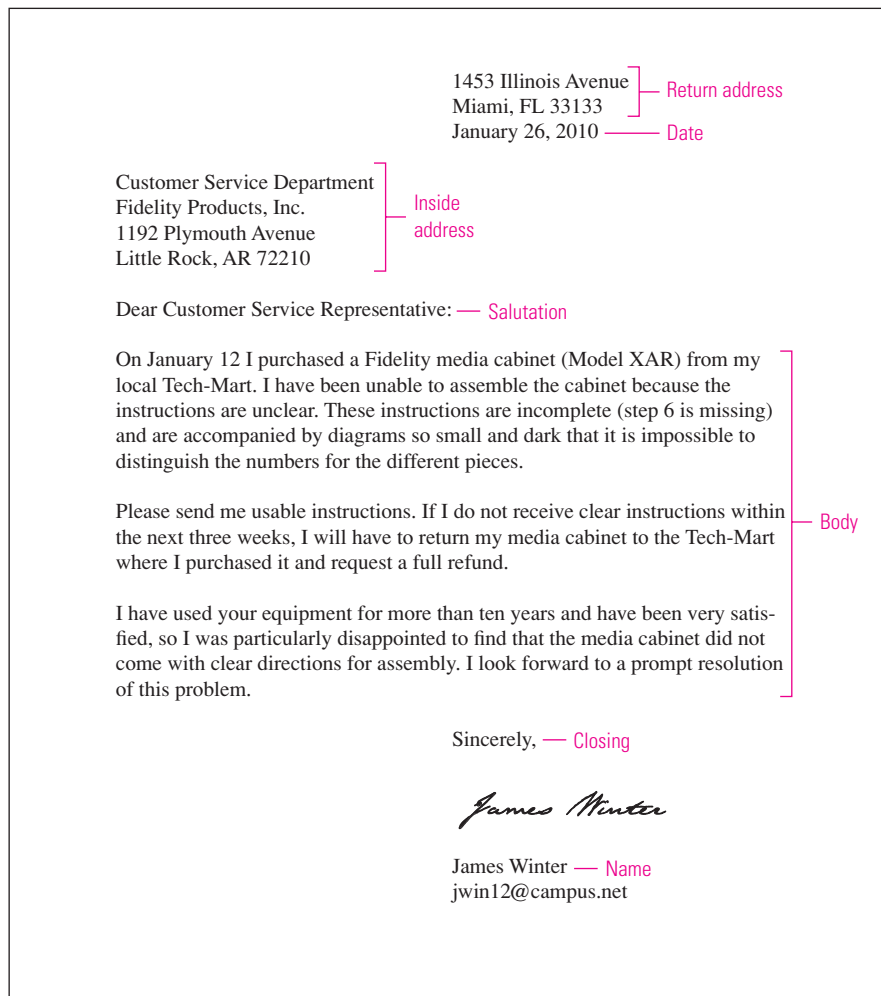 1453 Illinois Avenue
Miami, FL 33133
Return address
January 26, 2010
Date
Customer Service Department
Fidelity Products, Inc.
1192 Plymouth Avenue
Little Rock, AR 72210
Inside
address
Dear Customer Service Representative:
Salutation
On January 12 I purchased a Fidelity media cabinet (Model XAR) from my
local Tech-Mart. I have been unable to assemble the cabinet because the
instructions are unclear. These instructions are incomplete (step 6 is missing)
and are accompanied by diagrams so small and dark that it is impossible to
distinguish the numbers for the different pieces.
Please send me usable instructions. If I do not receive clear instructions within
the next three weeks, I will have to return my media cabinet to the Tech-Mart
where I purchased it and request a full refund.
Body
I have used your equipment for more than ten years and have been very satis-
fied, so I was particularly disappointed to find that the media cabinet did not
come with clear directions for assembly. I look forward to a prompt resolution
of this problem.
Sincerely,
Closing
James Winter
James Winter
Name
jwin12@campus.net